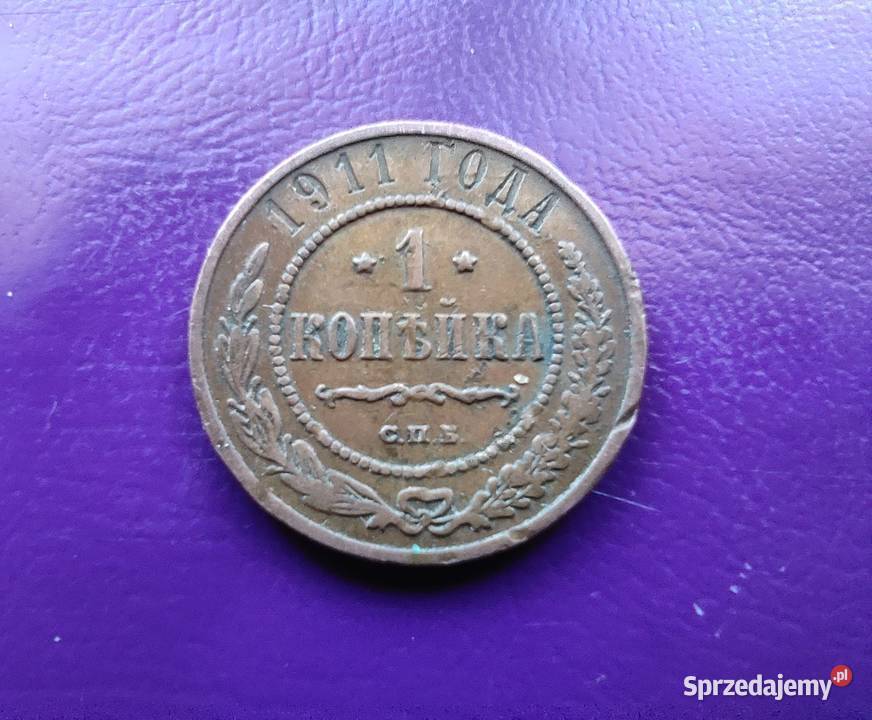 1911 ГОДА
1
КОПѢЙКА
С.П.Б.
Sprzedajemy.pl